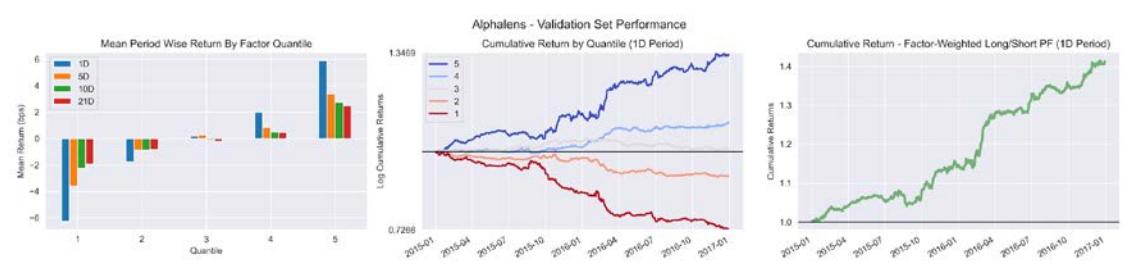 Alphalens - Validation Set Performance
Mean Period Wise Return By Factor Quantile
Mean Return (bps)
6
4
2
0
−2
−4
−6
1D
5D
10D
21D
1 2 3 4 5
Quantile
Cumulative Return by Quantile (1D Period)
Log Cumulative Returns
1.3469
0.7266
5
4
3
2
1
2015-01 2015-04 2015-07 2015-10 2016-01 2016-04 2016-07 2016-10 2017-01
Cumulative Return - Factor-Weighted Long/Short PF (1D Period)
Cumulative Returns
1.4
1.3
1.2
1.1
1.0
2015-01 2015-04 2015-07 2015-10 2016-01 2016-04 2016-07 2016-10 2017-01